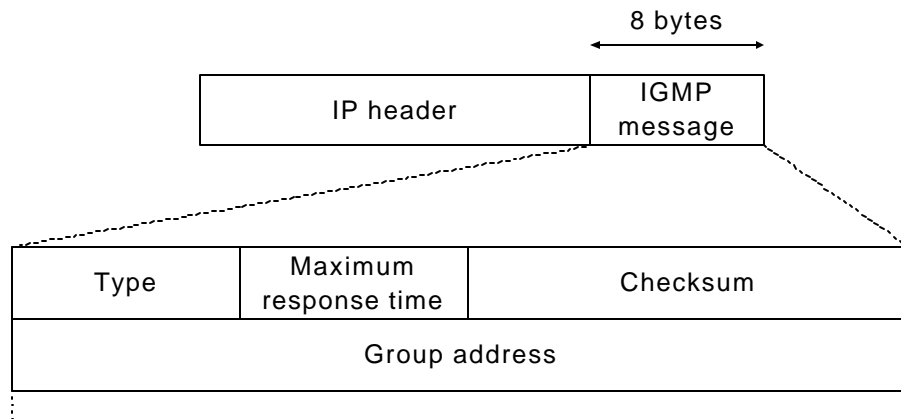 8 bytes
IP header
IGMP
message
Type
Maximum
response time
Checksum
Group address